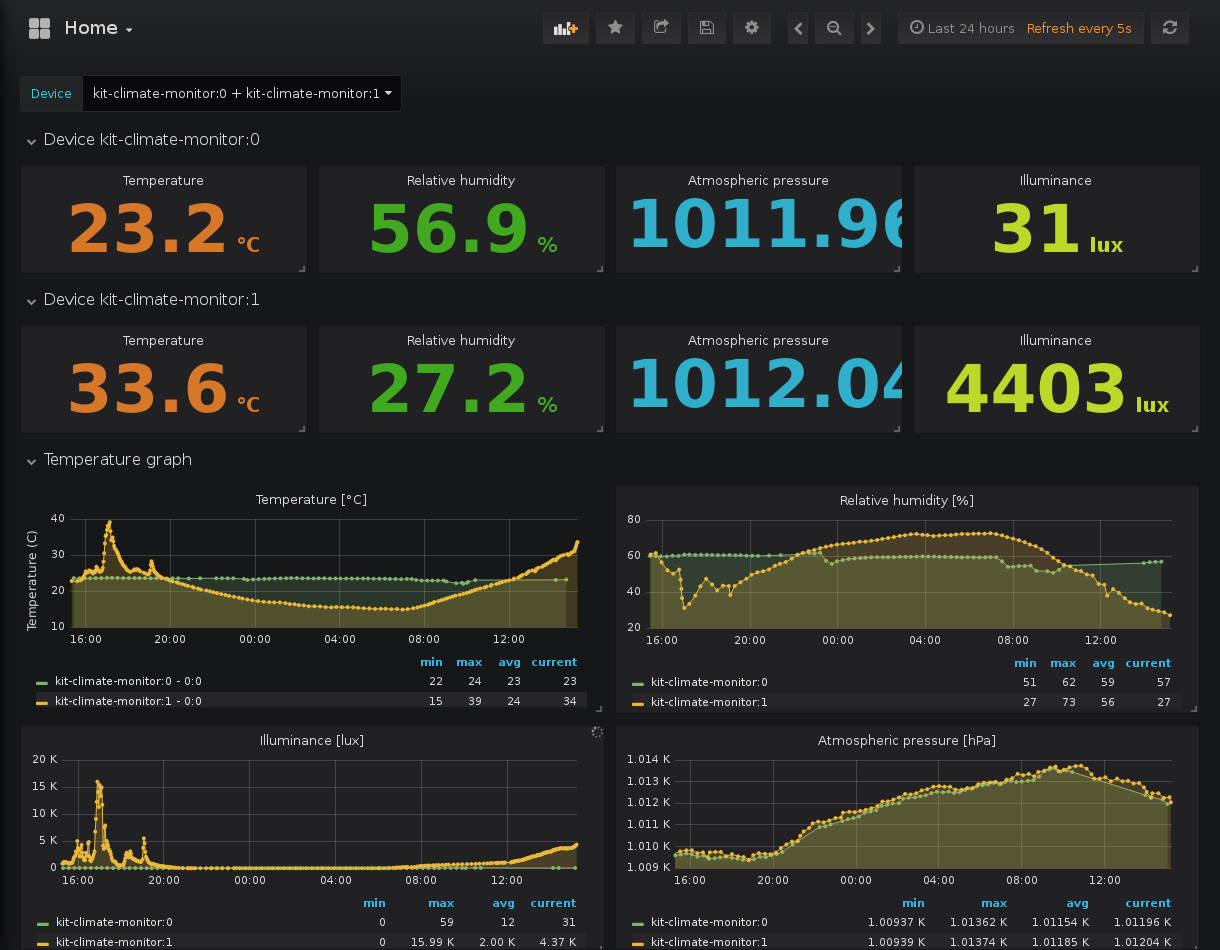 Home
Last 24 hours Refresh every 5s
Device kit-climate-monitor:0 + kit-climate-monitor:1
Device kit-climate-monitor:0
Temperature Relative humidity Atmospheric pressure Illuminance
23.2 °C 56.9 % 1011.96 31 lux
Device kit-climate-monitor:1
Temperature Relative humidity Atmospheric pressure Illuminance
33.6 °C 27.2 % 1012.04 4403 lux
Temperature graph
Temperature [°C]
Temperature (C)
40
30
20
10
16:00 20:00 00:00 04:00 08:00 12:00
min max avg current
kit-climate-monitor:0 - 0:0 22 24 23 23
kit-climate-monitor:1 - 0:0 15 39 24 34
Relative humidity [%]
80
60
40
20
16:00 20:00 00:00 04:00 08:00 12:00
min max avg current
kit-climate-monitor:0 51 62 59 57
kit-climate-monitor:1 27 73 56 27
Illuminance [lux]
20 K
15 K
10 K
5 K
0
16:00 20:00 00:00 04:00 08:00 12:00
min max avg current
kit-climate-monitor:0 0 59 12 31
kit-climate-monitor:1 0 15.99 K 2.00 K 4.37 K
Atmospheric pressure [hPa]
1.014 K
1.013 K
1.012 K
1.011 K
1.010 K
1.009 K
16:00 20:00 00:00 04:00 08:00 12:00
min max avg current
kit-climate-monitor:0 1.00937 K 1.01362 K 1.01154 K 1.01196 K
kit-climate-monitor:1 1.00939 K 1.01374 K 1.01185 K 1.01204 K